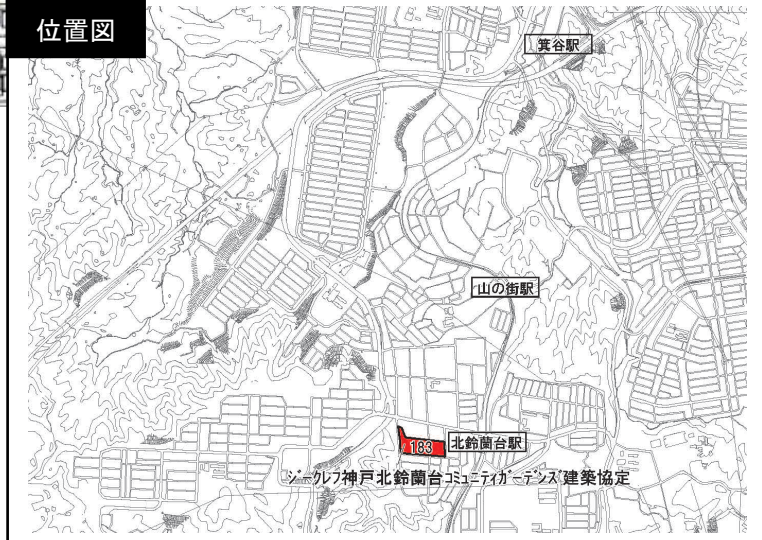 位置図
箕谷駅
山の街駅
183
北鈴蘭台駅
ジークレフ神戸北鈴蘭台コミュニティガーデンズ建築協定